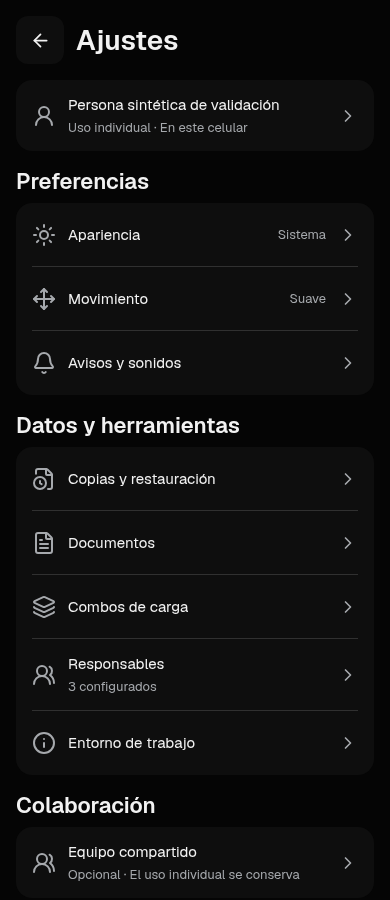 Ajustes
Persona sintética de validación
Uso individual · En este celular
Preferencias
Apariencia
Sistema
Movimiento
Suave
Avisos y sonidos
Datos y herramientas
Copias y restauración
Documentos
Combos de carga
Responsables
3 configurados
Entorno de trabajo
Colaboración
Equipo compartido
Opcional · El uso individual se conserva